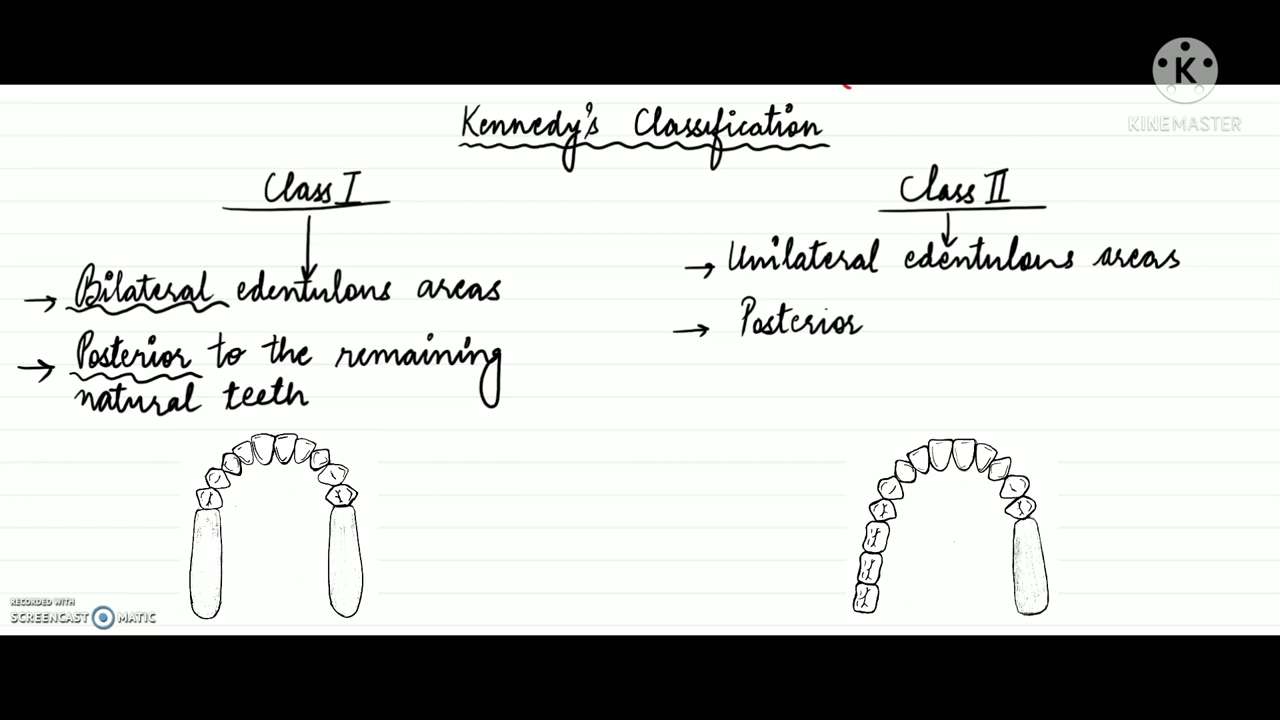 K
KINEMASTER
Kennedy's Classification
Class I
Class II
→ Bilateral edentulous areas
→ Posterior to the remaining
natural teeth
→ Unilateral edentulous areas
→ Posterior
RECORDED WITH
SCREENCAST MATIC